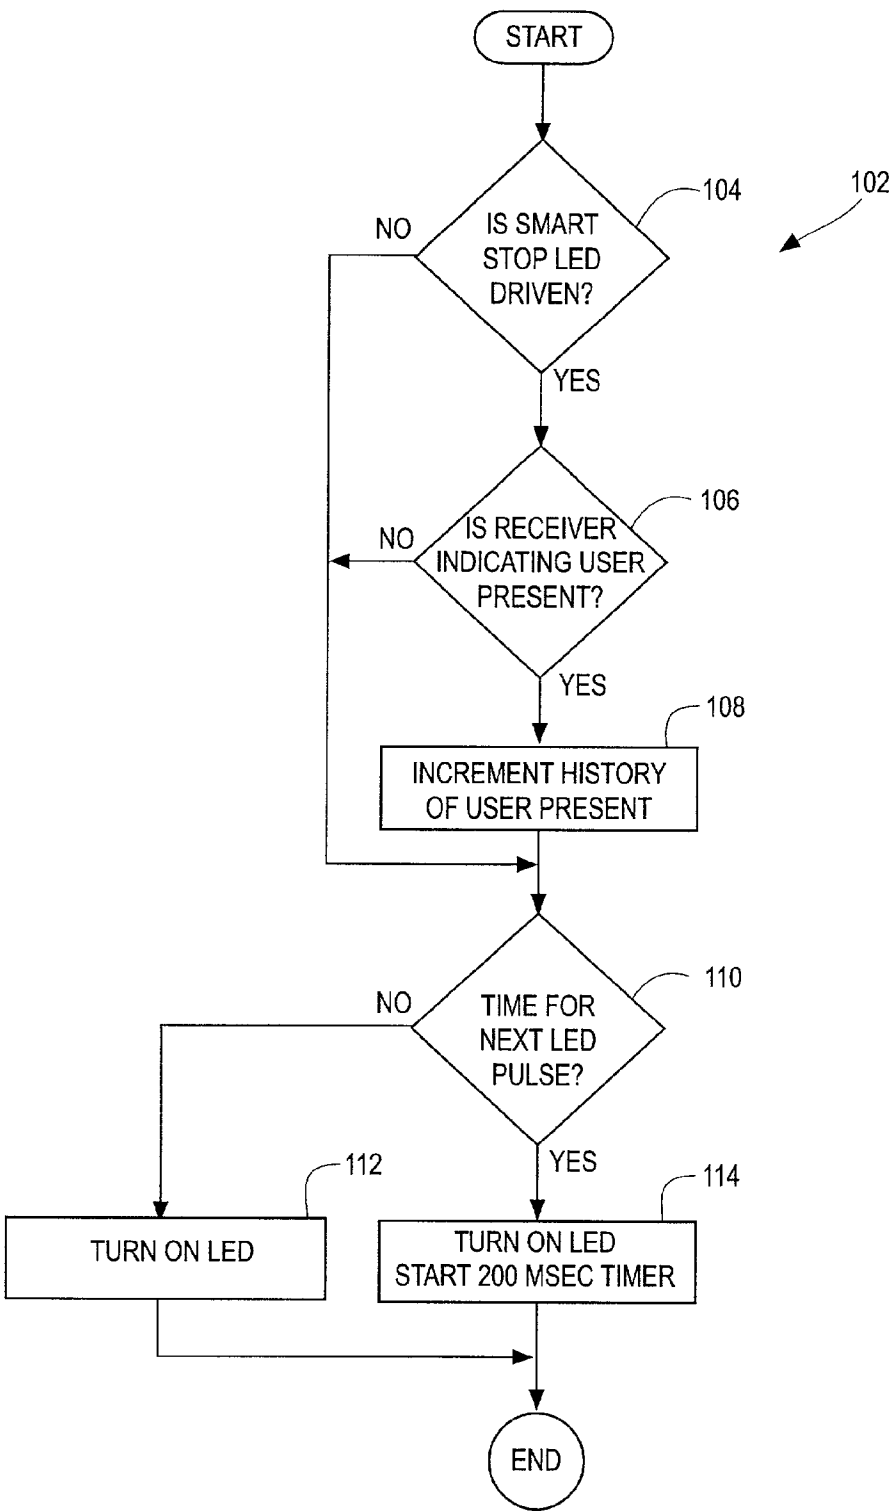 START
104
102
NO
IS SMART
STOP LED
DRIVEN?
YES
106
NO
IS RECEIVER
INDICATING USER
PRESENT?
YES
108
INCREMENT HISTORY
OF USER PRESENT
110
NO
TIME FOR
NEXT LED
PULSE?
YES
112
114
TURN ON LED
TURN ON LED
START 200 MSEC TIMER
END